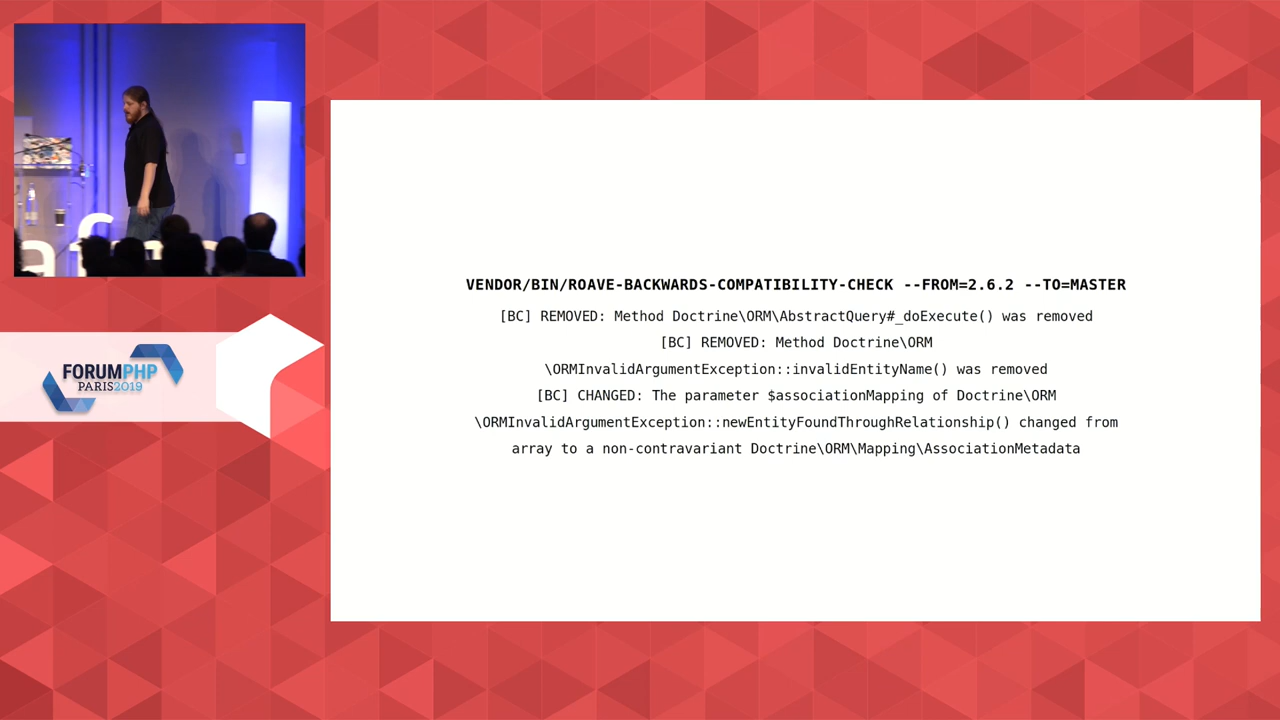 FORUMPHP
PARIS2019
VENDOR/BIN/ROAVE-BACKWARDS-COMPATIBILITY-CHECK --FROM=2.6.2 --TO=MASTER
[BC] REMOVED: Method Doctrine\ORM\AbstractQuery#_doExecute() was removed
[BC] REMOVED: Method Doctrine\ORM
\ORMInvalidArgumentException::invalidEntityName() was removed
[BC] CHANGED: The parameter $associationMapping of Doctrine\ORM
\ORMInvalidArgumentException::newEntityFoundThroughRelationship() changed from
array to a non-contravariant Doctrine\ORM\Mapping\AssociationMetadata